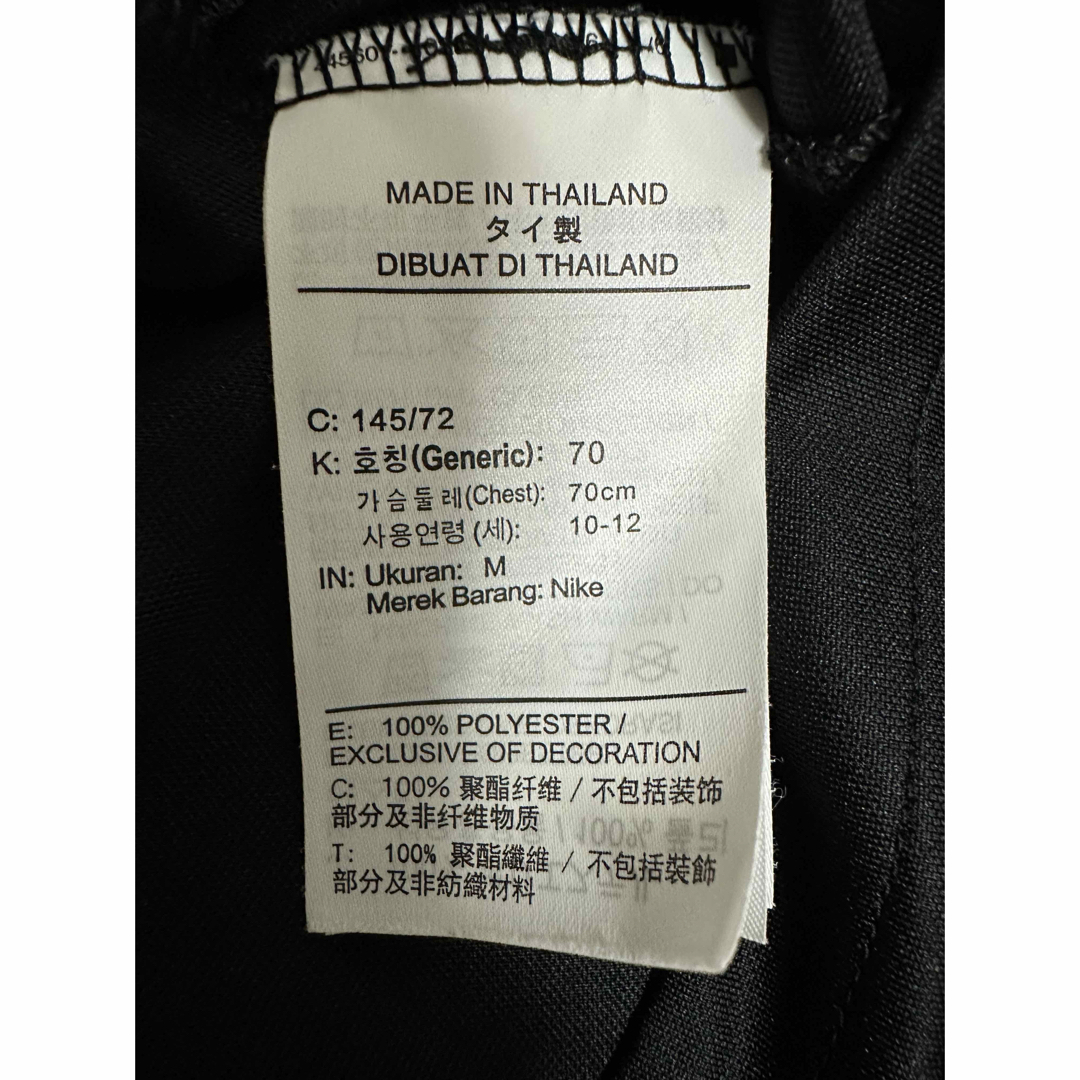 MADE IN THAILAND
タイ製
DIBUAT DI THAILAND
C: 145/72
K: 호칭(Generic): 70
가슴둘레(Chest): 70cm
사용연령 (세): 10-12
IN: Ukuran: M
Merek Barang: Nike
E: 100% POLYESTER /
EXCLUSIVE OF DECORATION
C: 100% 聚酯纤维 / 不包括装饰
部分及非纤维物质
T: 100% 聚酯纖維 / 不包括裝飾
部分及非紡織材料